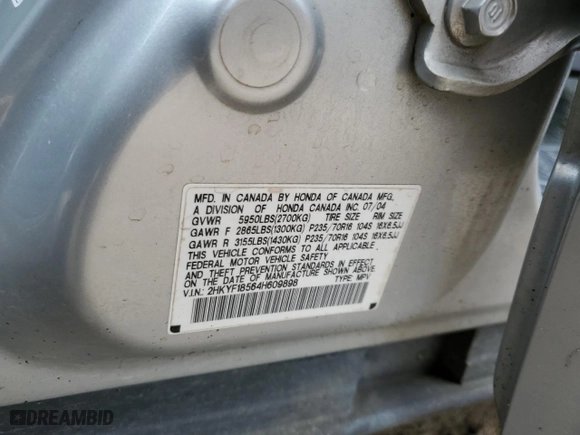 MFD. IN CANADA BY HONDA OF CANADA MFG.
A DIVISION OF HONDA CANADA INC. 07/04
GVWR 5950LBS(2700KG) TIRE SIZE RIM SIZE
GAWR F 2865LBS(1300KG) P235/70R16 104S 16X6.5JJ
GAWR R 3155LBS(1430KG) P235/70R16 104S 16X6.5JJ
THIS VEHICLE CONFORMS TO ALL APPLICABLE
FEDERAL MOTOR VEHICLE SAFETY
AND THEFT PREVENTION STANDARDS IN EFFECT
ON THE DATE OF MANUFACTURE SHOWN ABOVE.
V.I.N.: 2HKYF18564H609898 TYPE: MPV
DREAMBID